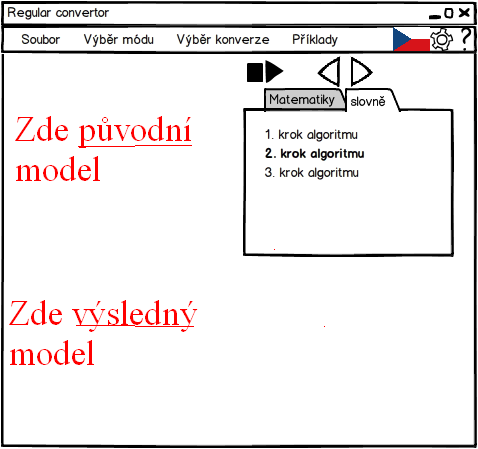 Regular convertor
Soubor Výběr módu Výběr konverze Příklady ?
Matematiky slovně
1. krok algoritmu
2. krok algoritmu
3. krok algoritmu
Zde původní
model
Zde výsledný
model